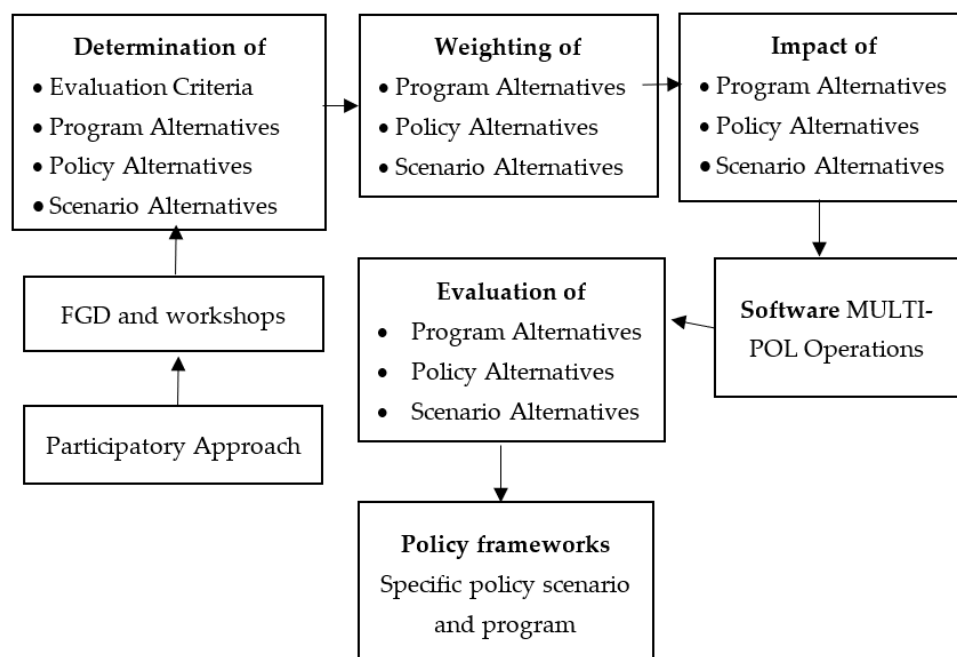 Determination of
• Evaluation Criteria
• Program Alternatives
• Policy Alternatives
• Scenario Alternatives
Weighting of
• Program Alternatives
• Policy Alternatives
• Scenario Alternatives
Impact of
• Program Alternatives
• Policy Alternatives
• Scenario Alternatives
FGD and workshops
Participatory Approach
Evaluation of
• Program Alternatives
• Policy Alternatives
• Scenario Alternatives
Software MULTI-
POL Operations
Policy frameworks
Specific policy scenario
and program